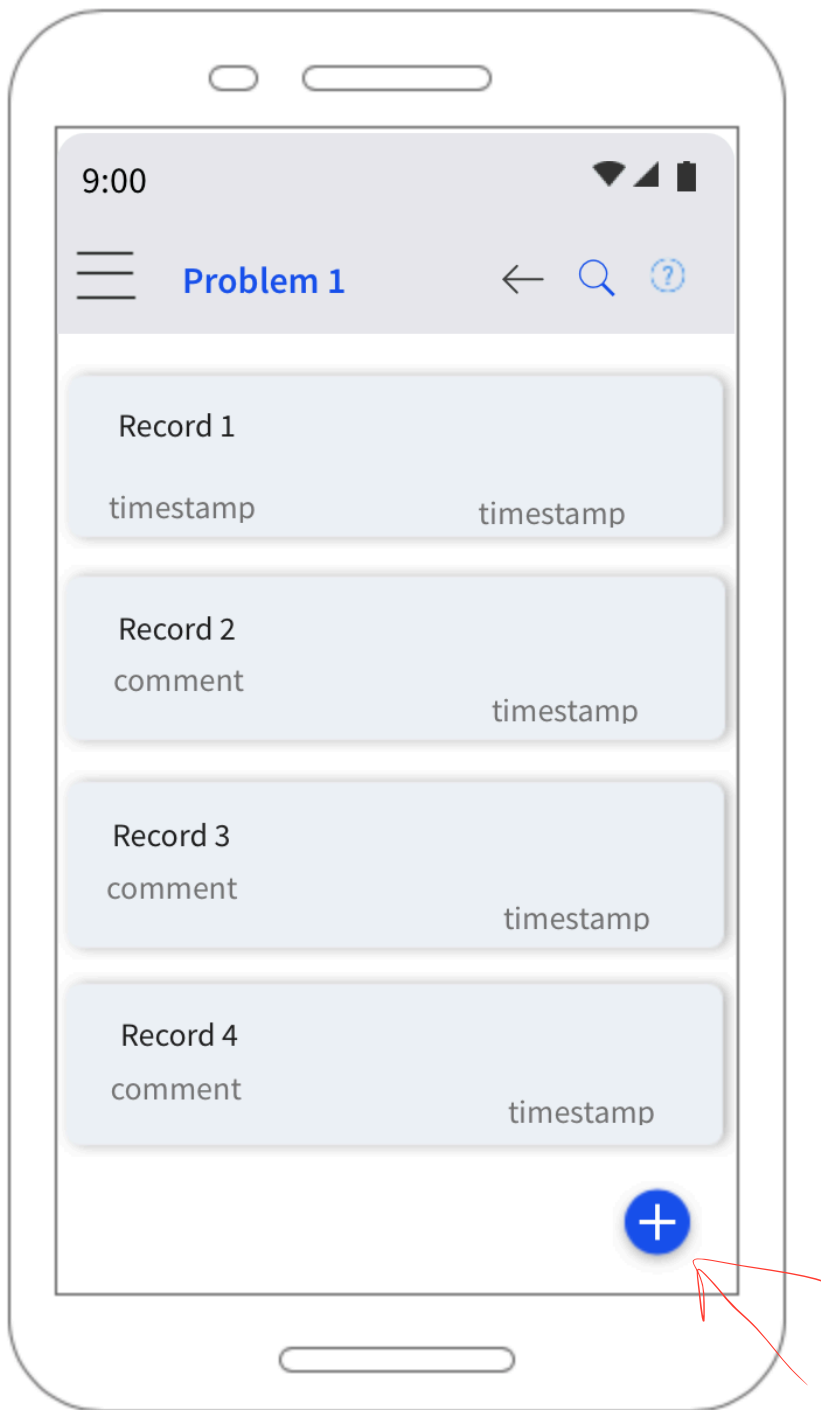 9:00
Problem 1
?
Record 1
timestamp timestamp
Record 2
comment
timestamp
Record 3
comment
timestamp
Record 4
comment
timestamp